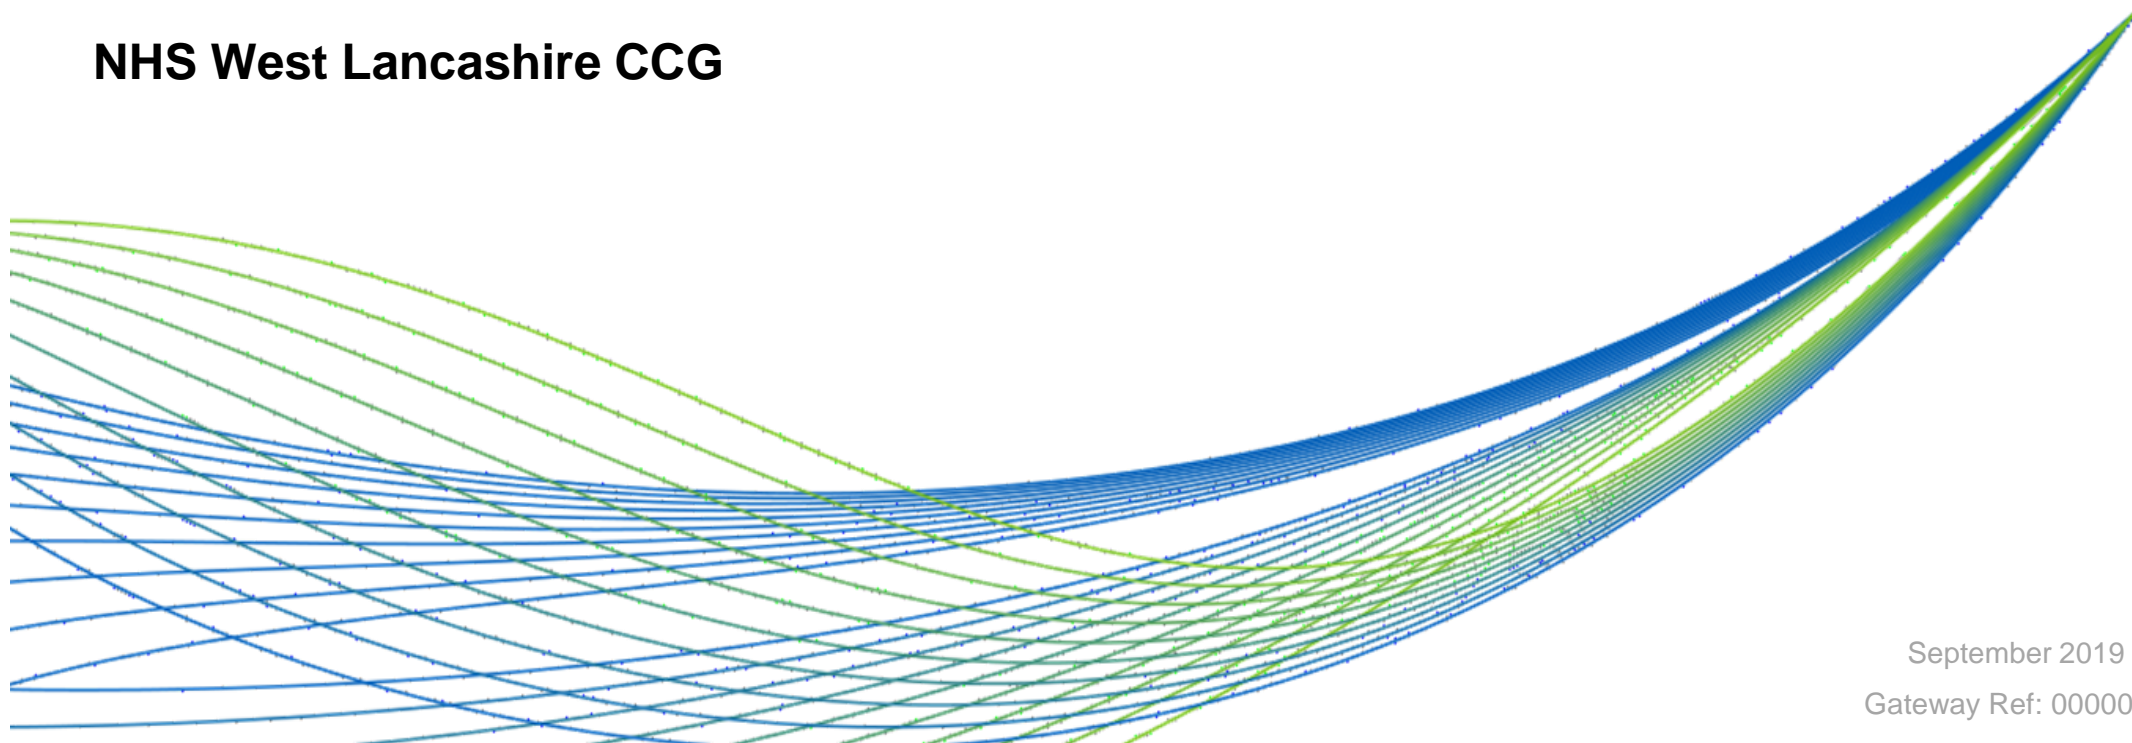 NHS West Lancashire CCG
September 2019
Gateway Ref: 00000